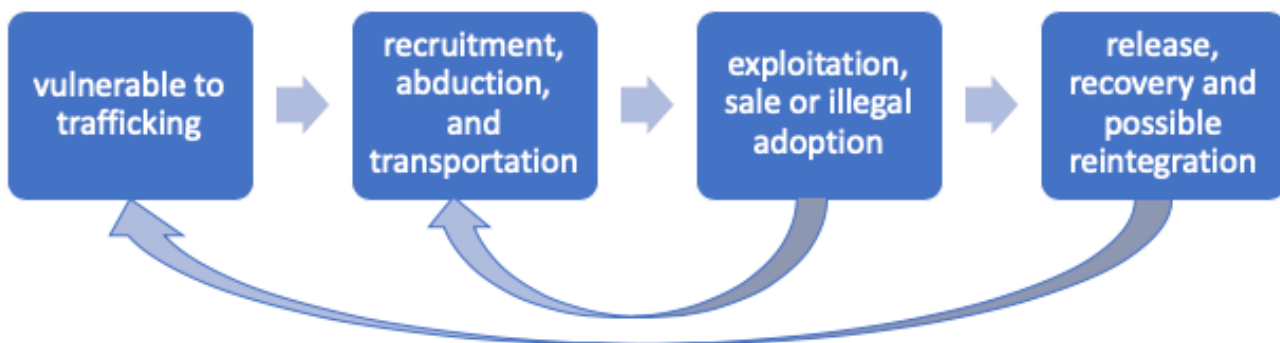 vulnerable to
trafficking
recruitment,
abduction,
and
transportation
exploitation,
sale or illegal
adoption
release,
recovery and
possible
reintegration